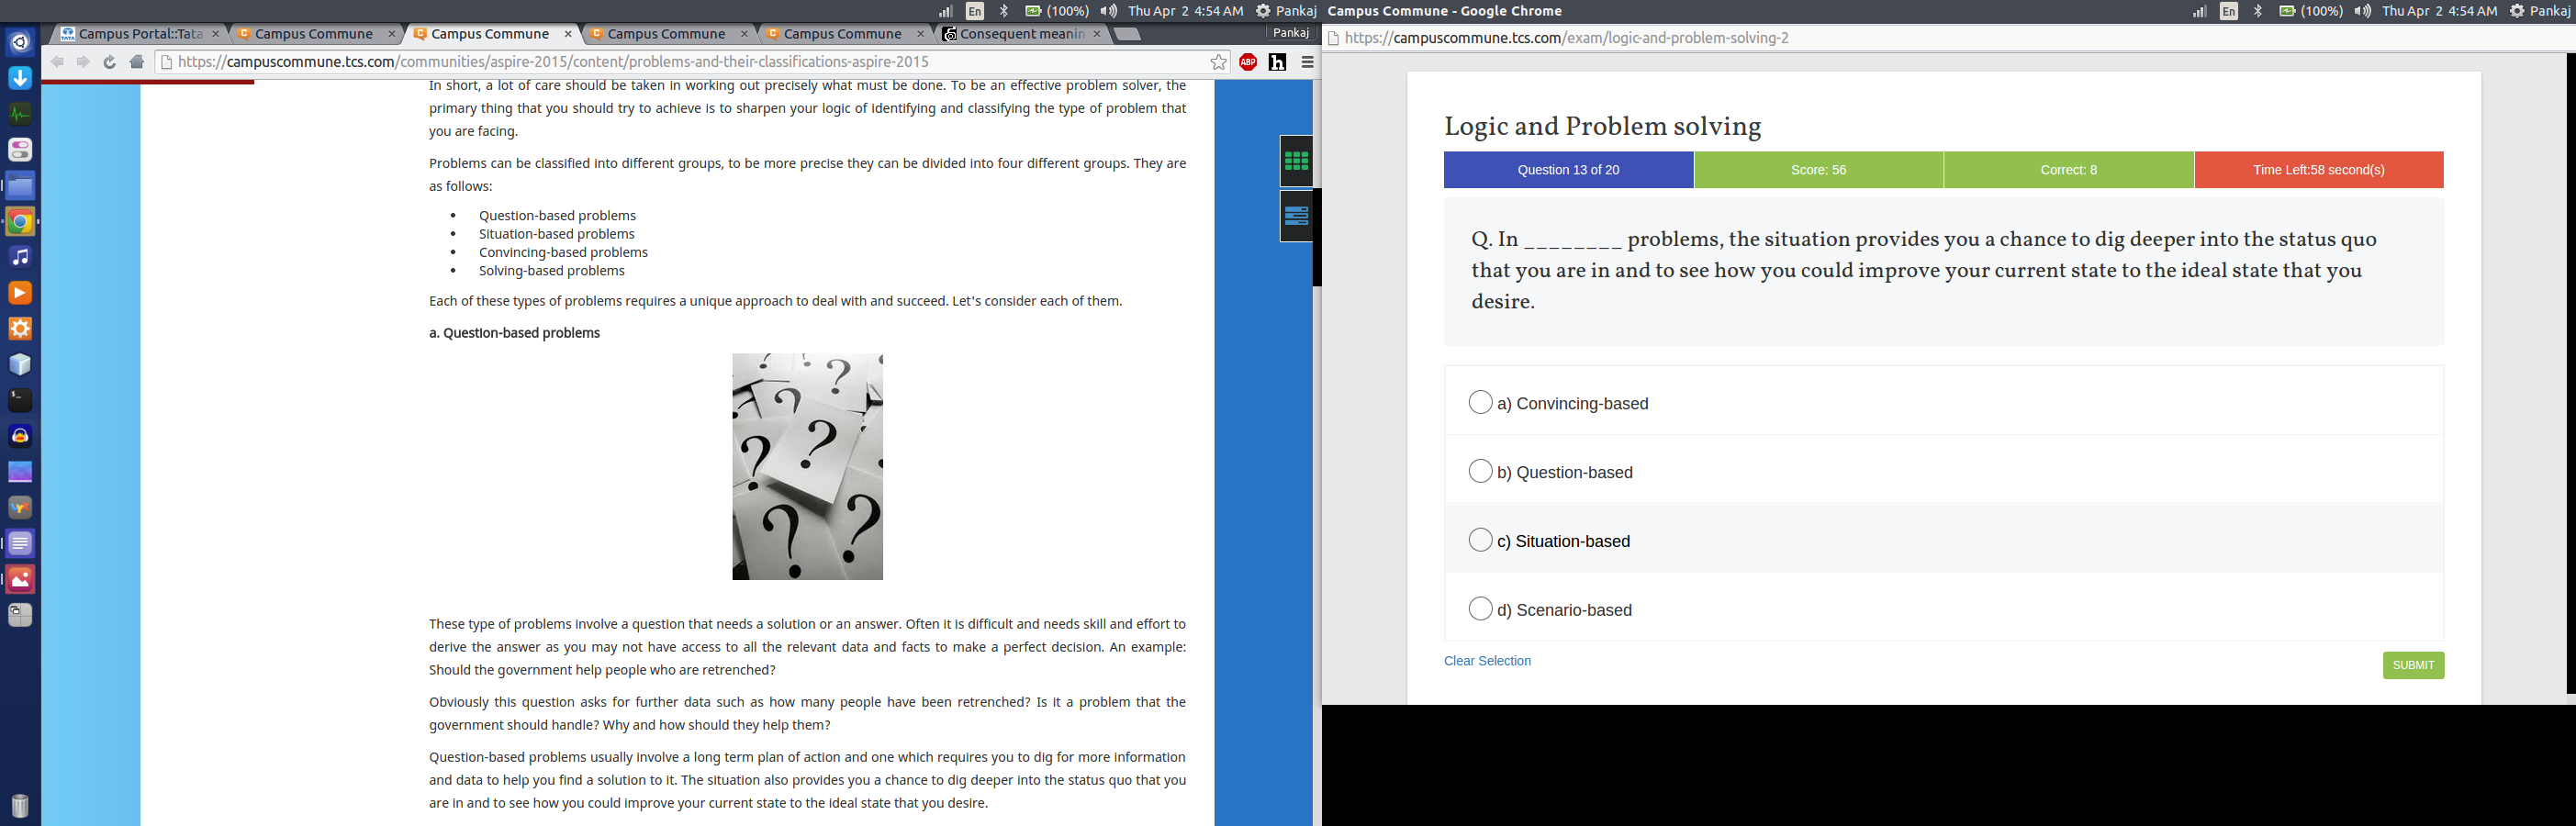 En (100%) Thu Apr 2 4:54 AM Pankaj
Campus Commune - Google Chrome
En (100%) Thu Apr 2 4:54 AM Pankaj
Campus Portal::Tata
Campus Commune
Campus Commune
Campus Commune
Campus Commune
Consequent meanin
Pankaj
https://campuscommune.tcs.com/communities/aspire-2015/content/problems-and-their-classifications-aspire-2015
ABP
h
In short, a lot of care should be taken in working out precisely what must be done. To be an effective problem solver, the
primary thing that you should try to achieve is to sharpen your logic of identifying and classifying the type of problem that
you are facing.
Problems can be classified into different groups, to be more precise they can be divided into four different groups. They are
as follows:
• Question-based problems
• Situation-based problems
• Convincing-based problems
• Solving-based problems
Each of these types of problems requires a unique approach to deal with and succeed. Let's consider each of them.
a. Question-based problems
? ? ? ? ? ? ?
These type of problems involve a question that needs a solution or an answer. Often it is difficult and needs skill and effort to
derive the answer as you may not have access to all the relevant data and facts to make a perfect decision. An example:
Should the government help people who are retrenched?
Obviously this question asks for further data such as how many people have been retrenched? Is it a problem that the
government should handle? Why and how should they help them?
Question-based problems usually involve a long term plan of action and one which requires you to dig for more information
and data to help you find a solution to it. The situation also provides you a chance to dig deeper into the status quo that you
are in and to see how you could improve your current state to the ideal state that you desire.
https://campuscommune.tcs.com/exam/logic-and-problem-solving-2
Logic and Problem solving
Question 13 of 20
Score: 56
Correct: 8
Time Left:58 second(s)
Q. In ________ problems, the situation provides you a chance to dig deeper into the status quo
that you are in and to see how you could improve your current state to the ideal state that you
desire.
a) Convincing-based
b) Question-based
c) Situation-based
d) Scenario-based
Clear Selection
SUBMIT